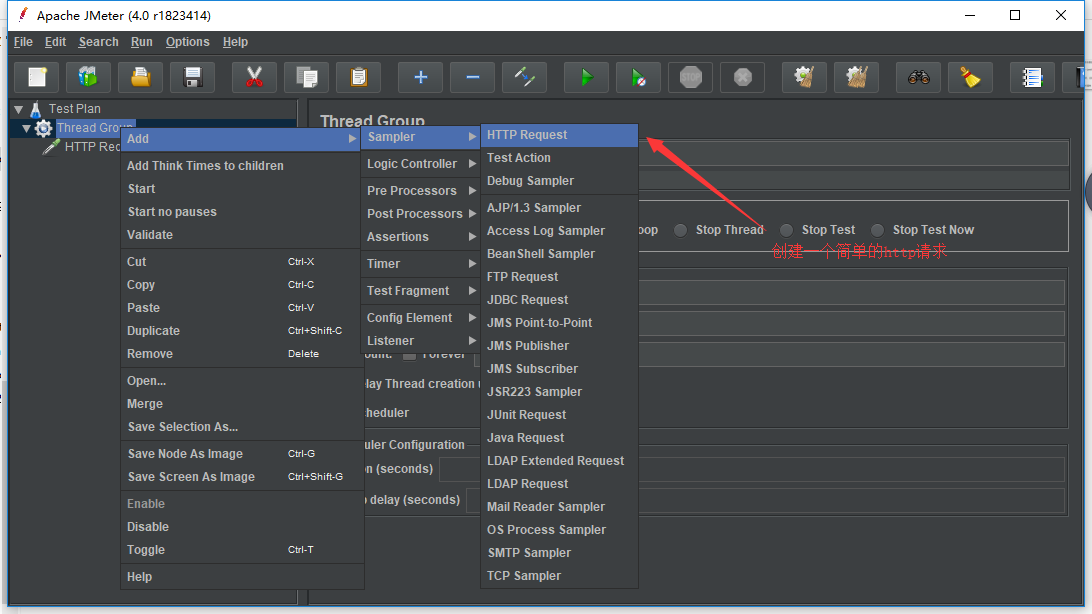 Apache JMeter (4.0 r1823414)
File Edit Search Run Options Help
STOP
Test Plan
Thread Group
HTTP Req
Thread Group
Add
Add Think Times to children
Start
Start no pauses
Validate
Cut Ctrl-X
Copy Ctrl-C
Paste Ctrl-V
Duplicate Ctrl+Shift-C
Remove Delete
Open...
Merge
Save Selection As...
Save Node As Image Ctrl-G
Save Screen As Image Ctrl+Shift-G
Enable
Disable
Toggle Ctrl-T
Help
Sampler
Logic Controller
Pre Processors
Post Processors
Assertions
Timer
Test Fragment
Config Element
Listener
HTTP Request
Test Action
Debug Sampler
AJP/1.3 Sampler
Access Log Sampler
BeanShell Sampler
FTP Request
JDBC Request
JMS Point-to-Point
JMS Publisher
JMS Subscriber
JSR223 Sampler
JUnit Request
Java Request
LDAP Extended Request
LDAP Request
Mail Reader Sampler
OS Process Sampler
SMTP Sampler
TCP Sampler
oop Stop Thread Stop Test Stop Test Now
创建一个简单的http请求
ount: Forever
lay Thread creation u
heduler
uler Configuration
n (seconds)
delay (seconds)